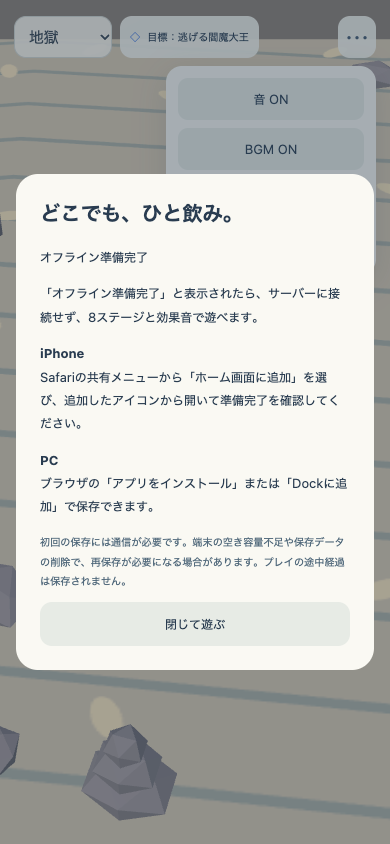 地獄
◇ 目標：逃げる閻魔大王
•••
音 ON
BGM ON
どこでも、ひと飲み。
オフライン準備完了
「オフライン準備完了」と表示されたら、サーバーに接
続せず、8ステージと効果音で遊べます。
iPhone
Safariの共有メニューから「ホーム画面に追加」を選
び、追加したアイコンから開いて準備完了を確認してく
ださい。
PC
ブラウザの「アプリをインストール」または「Dockに追
加」で保存できます。
初回の保存には通信が必要です。端末の空き容量不足や保存データ
の削除で、再保存が必要になる場合があります。プレイの途中経過
は保存されません。
閉じて遊ぶ